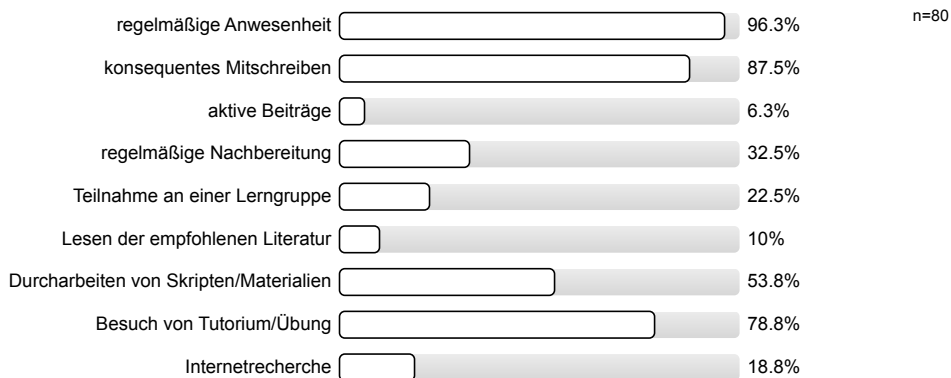 regelmäßige Anwesenheit 96.3% n=80
konsequentes Mitschreiben 87.5%
aktive Beiträge 6.3%
regelmäßige Nachbereitung 32.5%
Teilnahme an einer Lerngruppe 22.5%
Lesen der empfohlenen Literatur 10%
Durcharbeiten von Skripten/Materialien 53.8%
Besuch von Tutorium/Übung 78.8%
Internetrecherche 18.8%